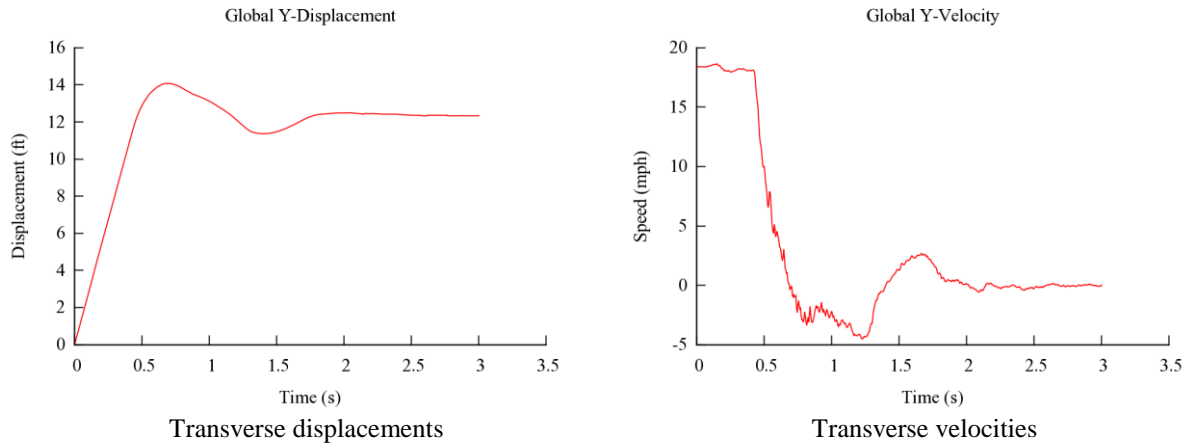 Global Y-Displacement
16
14
12
10
8
6
4
2
0
Displacement (ft)
0 0.5 1 1.5 2 2.5 3 3.5
Time (s)
Transverse displacements
Global Y-Velocity
20
15
10
5
0
-5
Speed (mph)
0 0.5 1 1.5 2 2.5 3 3.5
Time (s)
Transverse velocities